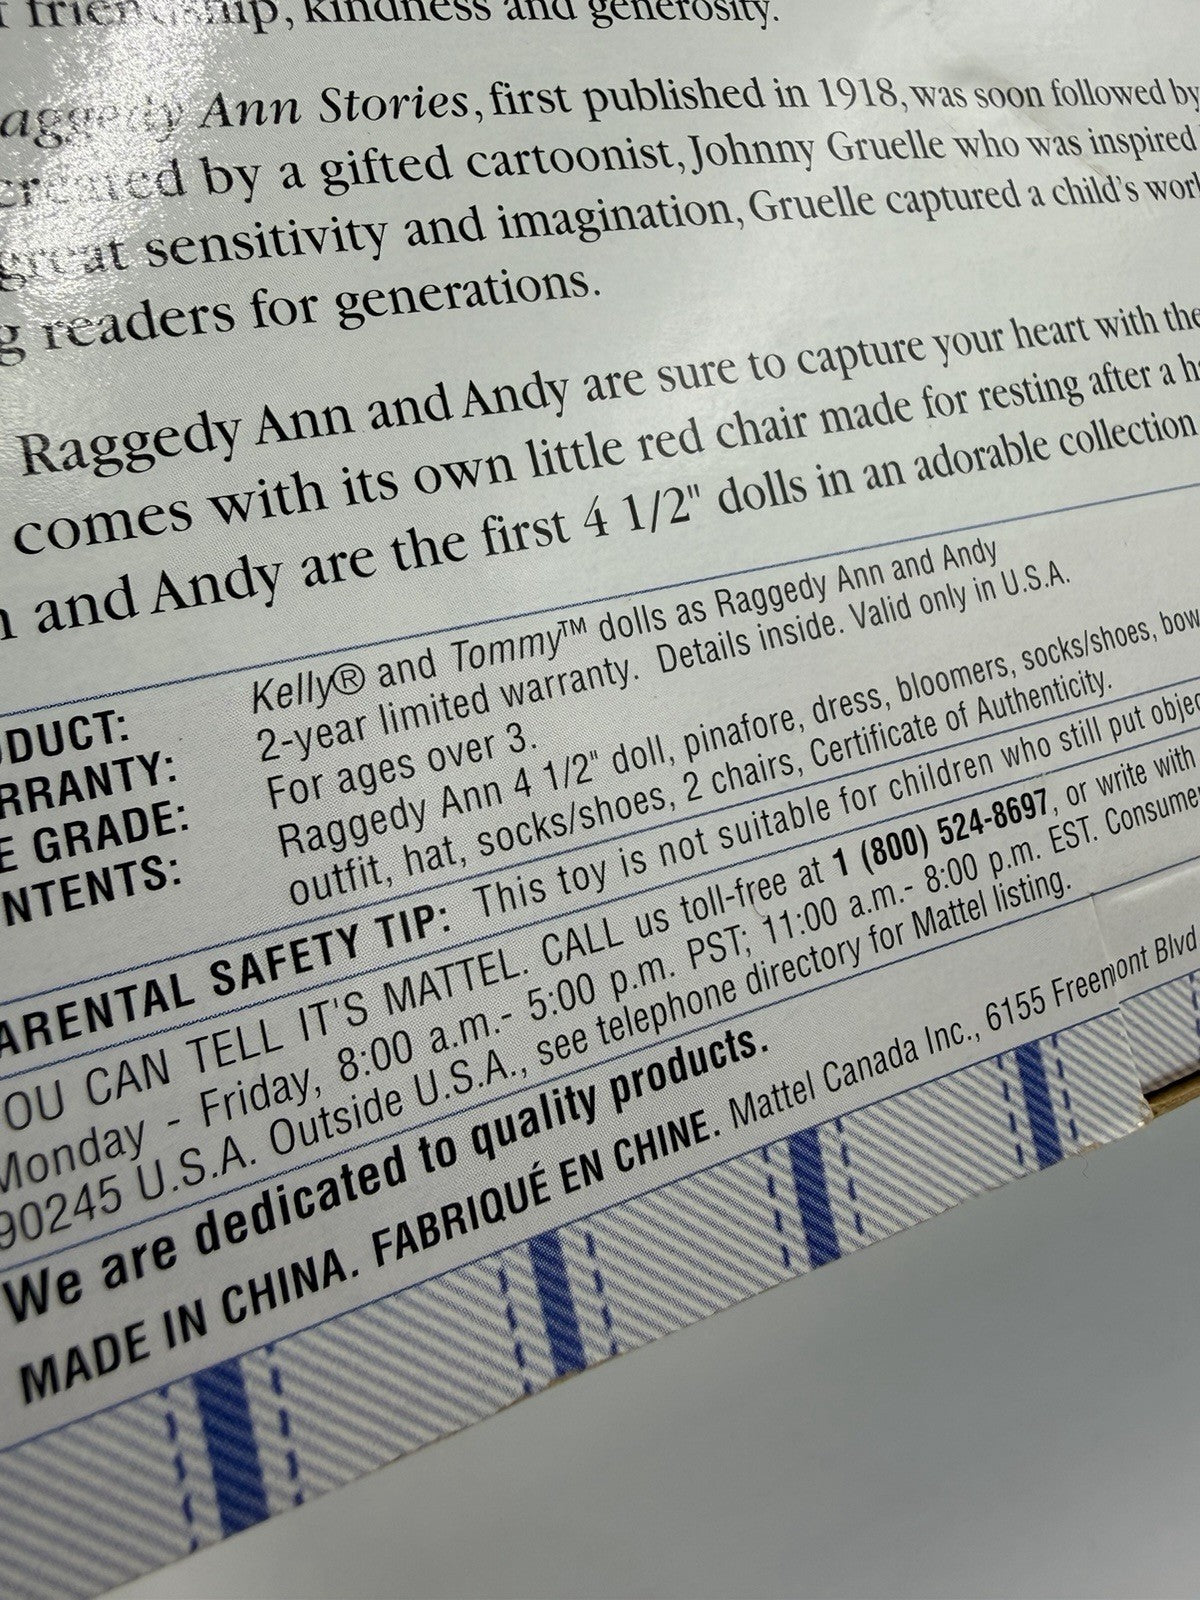 friendship, kindness and generosity.
aggedy Ann Stories, first published in 1918, was soon followed by
created by a gifted cartoonist, Johnny Gruelle who was inspired
great sensitivity and imagination, Gruelle captured a child's worl
g readers for generations.
Raggedy Ann and Andy are sure to capture your heart with the
comes with its own little red chair made for resting after a ha
n and Andy are the first 4 1/2" dolls in an adorable collection
ODUCT: Kelly® and Tommy™ dolls as Raggedy Ann and Andy
RRANTY: 2-year limited warranty. Details inside. Valid only in U.S.A.
E GRADE: For ages over 3.
NTENTS: Raggedy Ann 4 1/2" doll, pinafore, dress, bloomers, socks/shoes, bow
outfit, hat, socks/shoes, 2 chairs, Certificate of Authenticity.
ARENTAL SAFETY TIP: This toy is not suitable for children who still put objec
OU CAN TELL IT'S MATTEL. CALL us toll-free at 1 (800) 524-8697, or write with
Monday - Friday, 8:00 a.m.- 5:00 p.m. PST; 11:00 a.m.- 8:00 p.m. EST. Consume
90245 U.S.A. Outside U.S.A., see telephone directory for Mattel listing.
We are dedicated to quality products.
MADE IN CHINA. FABRIQUÉ EN CHINE. Mattel Canada Inc., 6155 Freemont Blvd